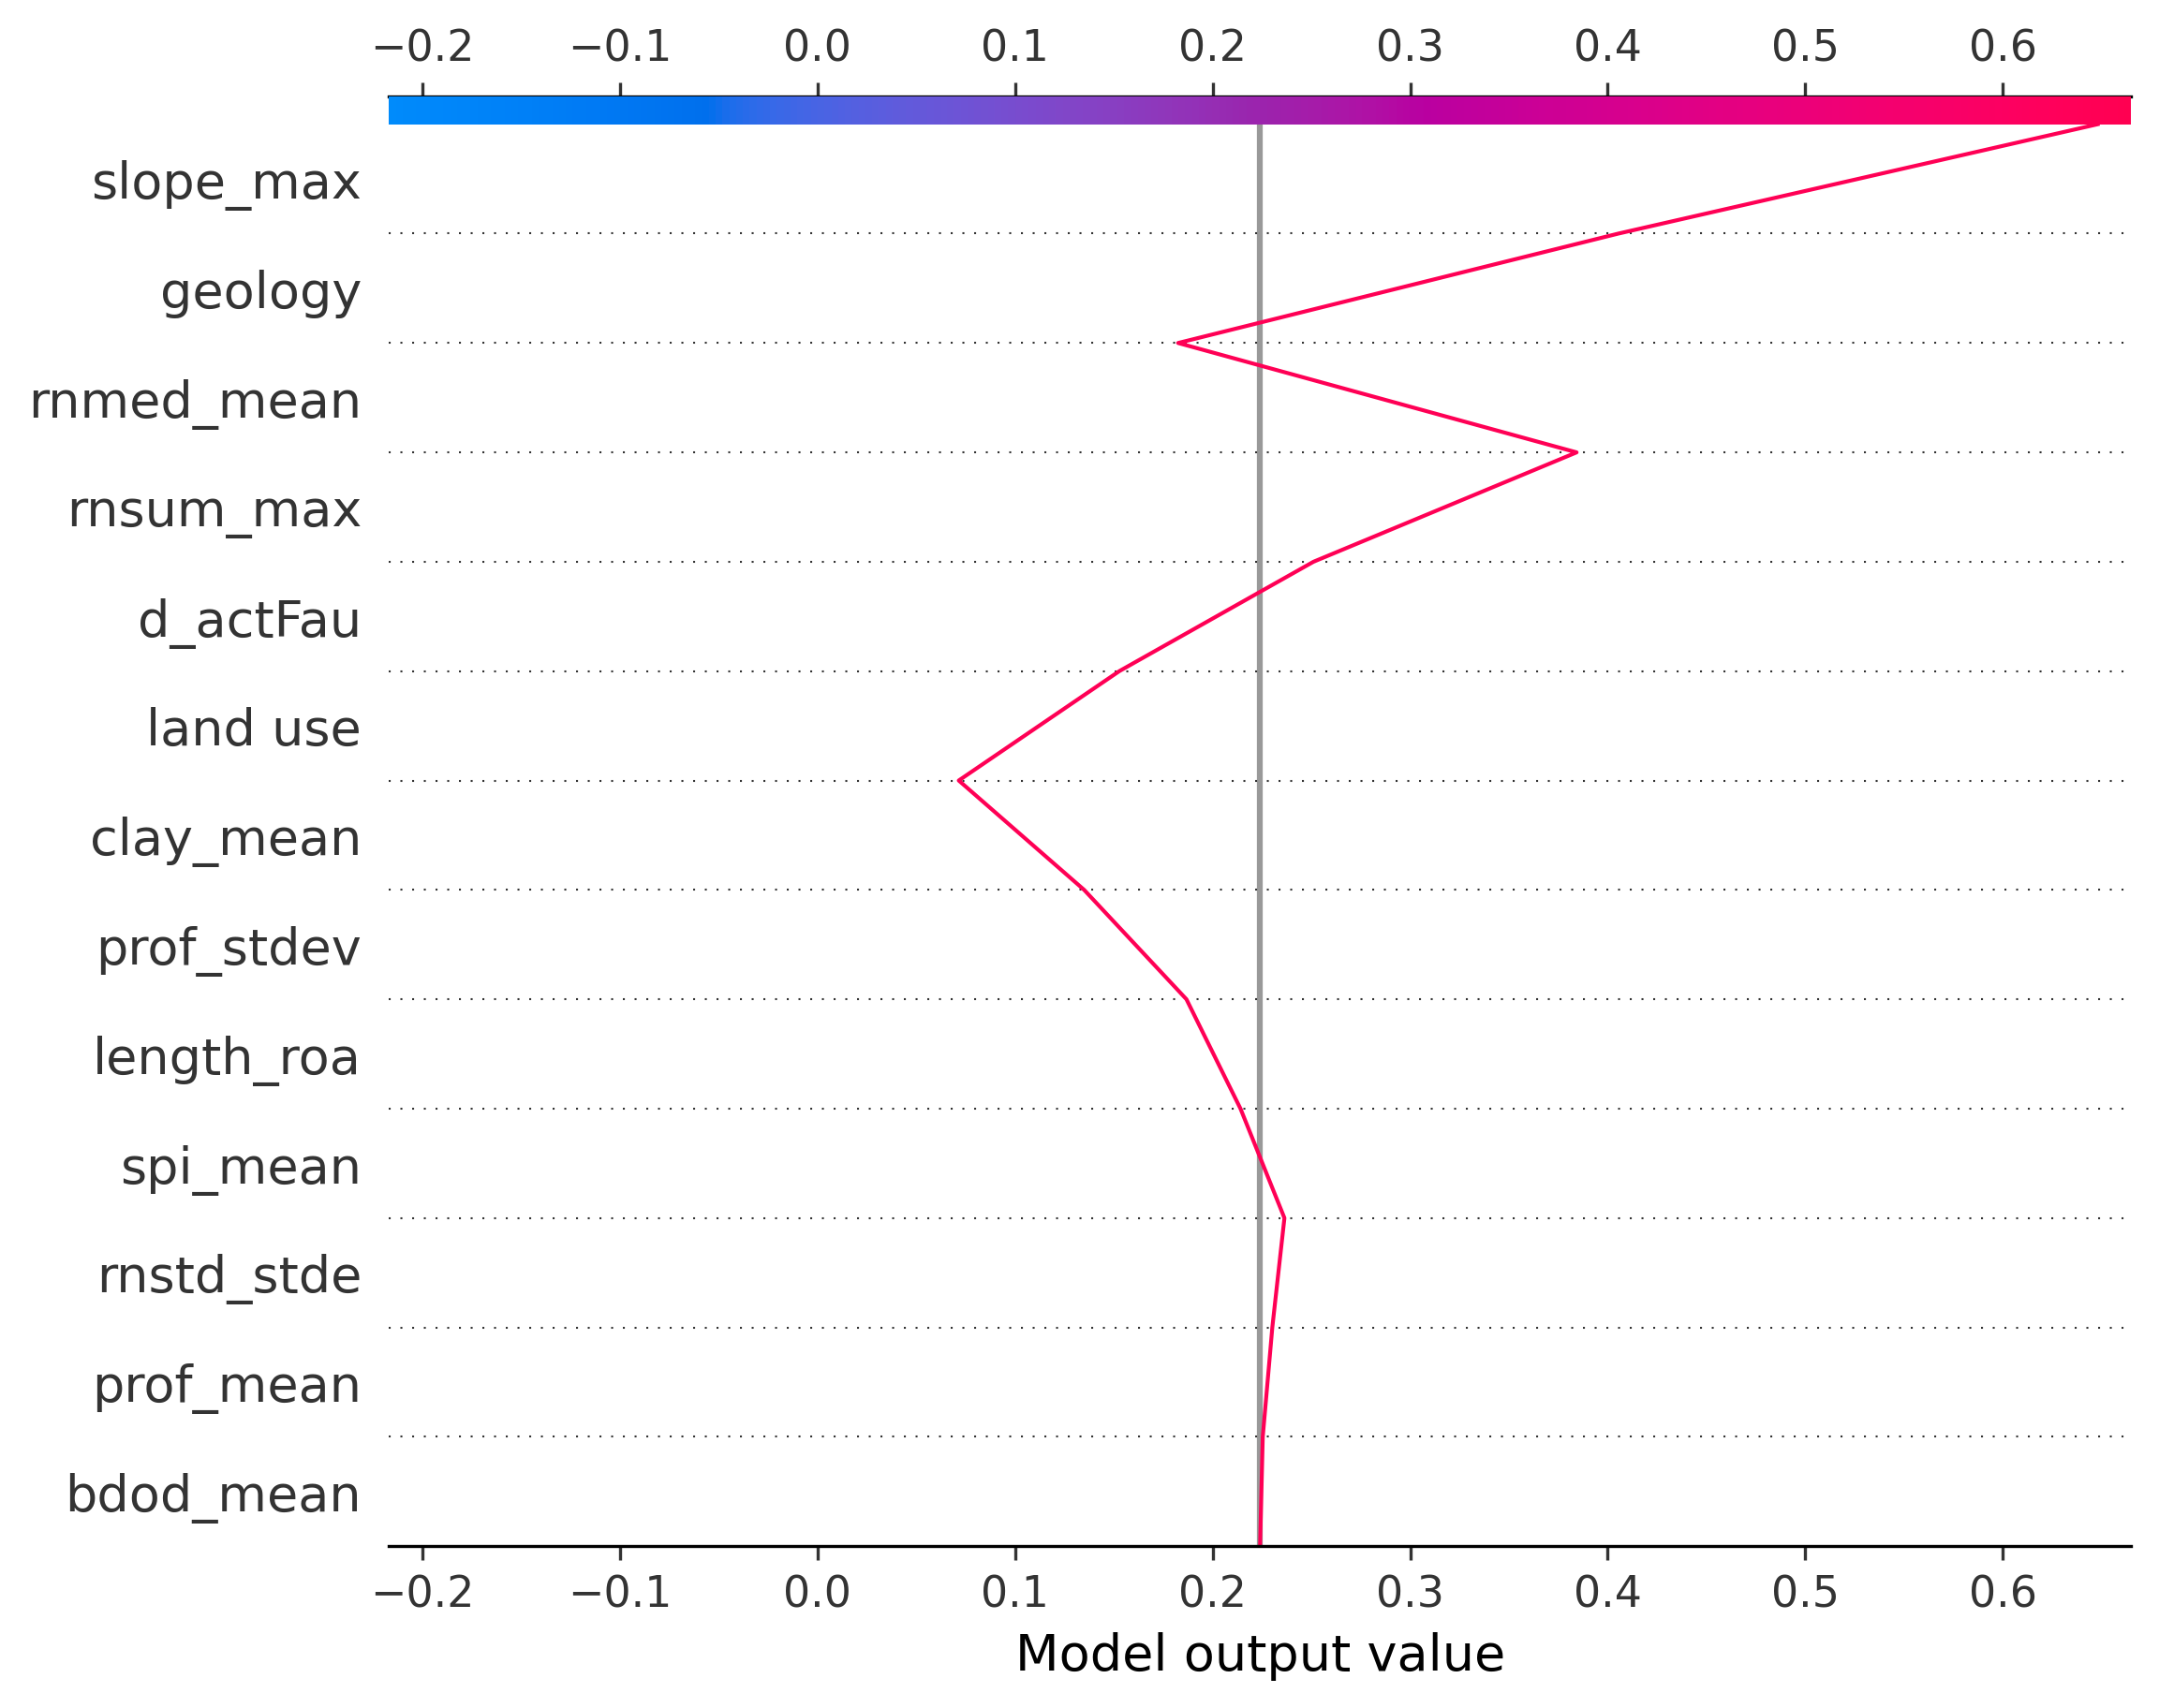 −0.2 −0.1 0.0 0.1 0.2 0.3 0.4 0.5 0.6
slope_max
geology
rnmed_mean
rnsum_max
d_actFau
land use
clay_mean
prof_stdev
length_roa
spi_mean
rnstd_stde
prof_mean
bdod_mean
−0.2 −0.1 0.0 0.1 0.2 0.3 0.4 0.5 0.6
Model output value